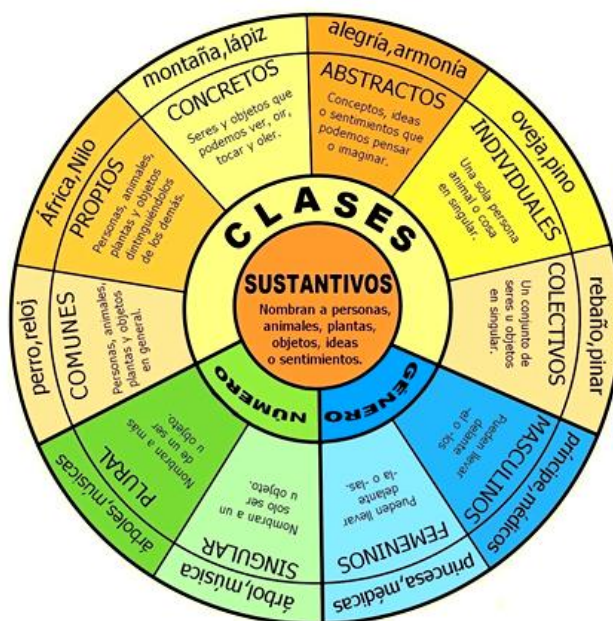 SUSTANTIVOS
Nombran a personas,
animales, plantas,
objetos, ideas
o sentimientos.
CLASES
perro,reloj
COMUNES
Personas, animales,
plantas y objetos
en general.
África,Nilo
PROPIOS
Personas, animales,
plantas y objetos
dintinguiéndolos
de los demás.
montaña,lápiz
CONCRETOS
Seres y objetos que
podemos ver, oir,
tocar y oler.
alegría,armonía
ABSTRACTOS
Conceptos, ideas
o sentimientos que
podemos pensar
o imaginar.
oveja,pino
INDIVIDUALES
Una sola persona
animal o cosa
en singular.
rebaño,pinar
COLECTIVOS
Un conjunto de
seres u objetos
en singular.
GÉNERO
príncipe,médicos
MASCULINOS
Pueden llevar
delante
-el o -los
princesa,médicas
FEMENINOS
Pueden llevar
delante
-la o -las.
NÚMERO
árbol,música
SINGULAR
Nombran a un
solo ser
u objeto.
árboles,músicas
PLURAL
Nombran a más
de un ser
u objeto.